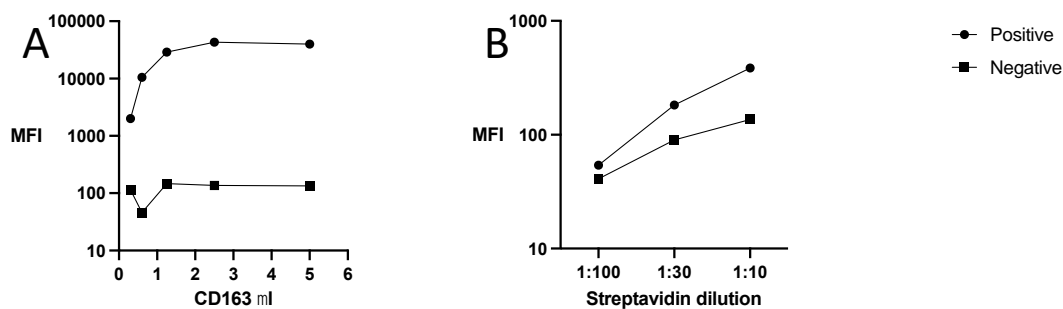 A
100000
10000
1000
100
10
MFI
0 1 2 3 4 5 6
CD163 ml
B
1000
100
10
MFI
1:100 1:30 1:10
Streptavidin dilution
Positive
Negative